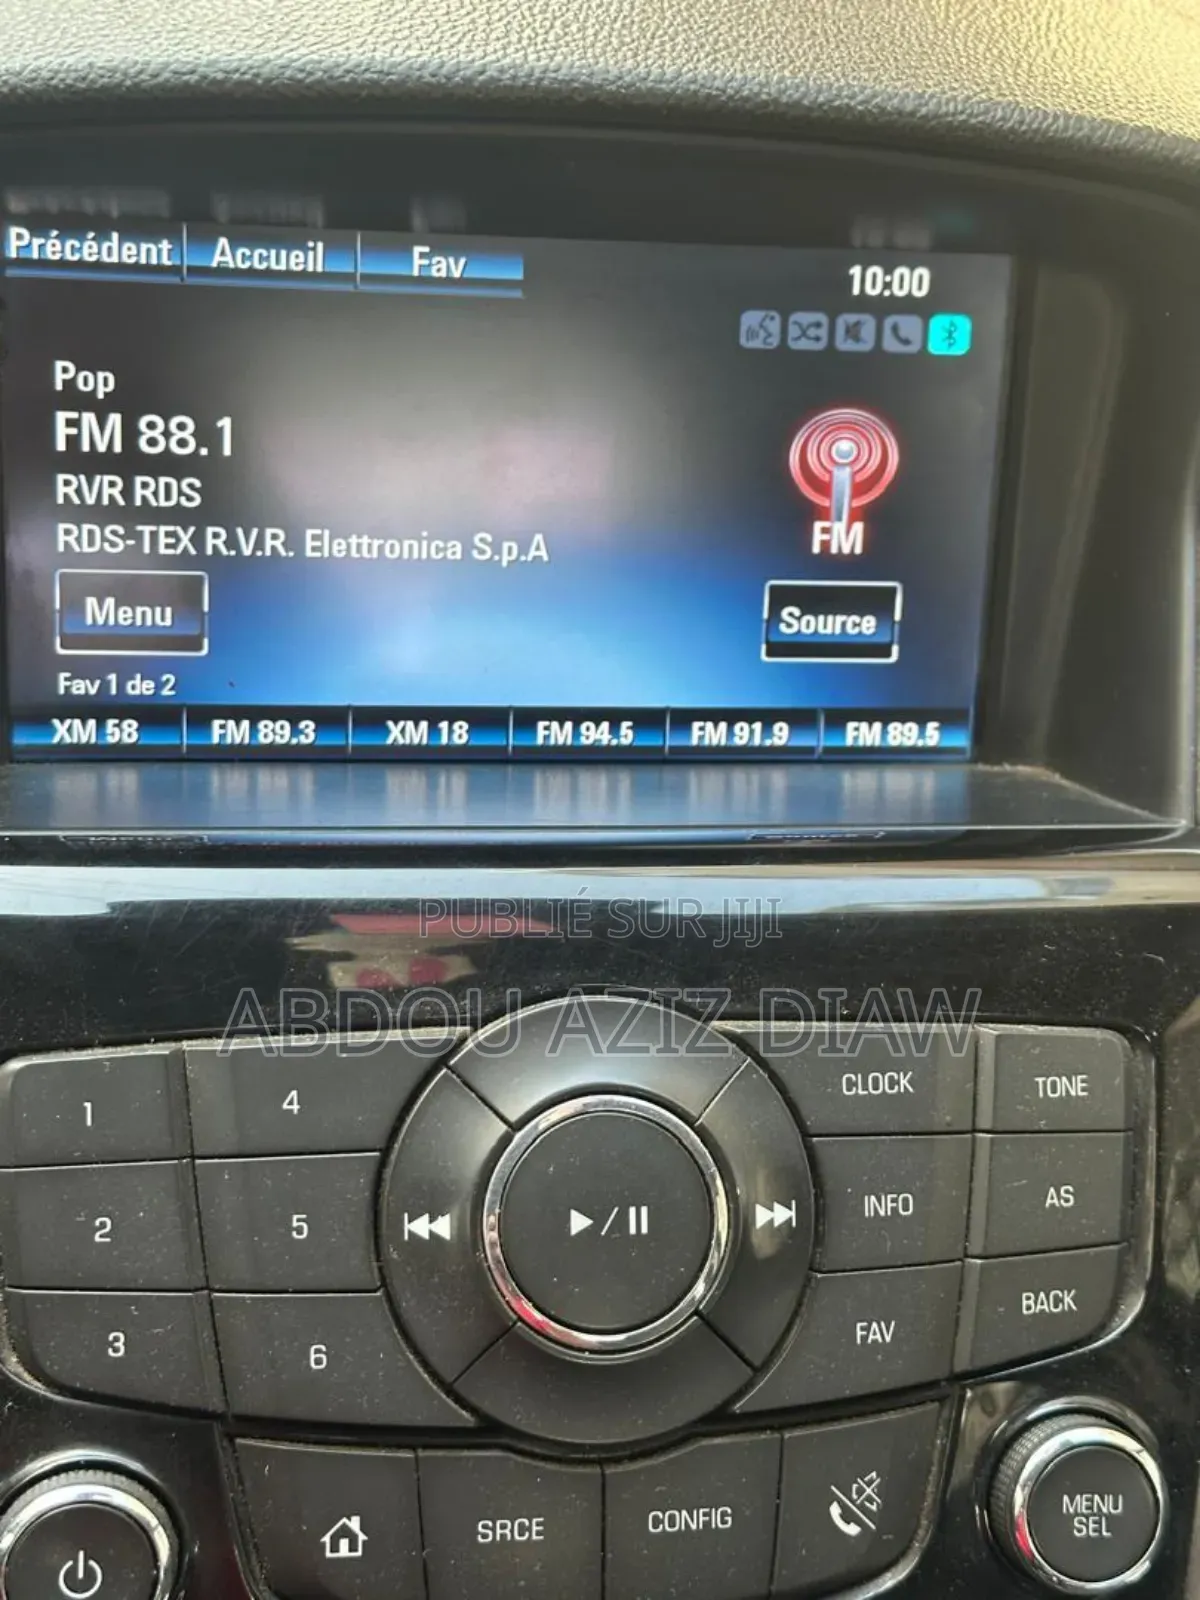 Précédent Accueil Fav
10:00
Pop
FM 88.1
RVR RDS
RDS-TEX R.V.R. Elettronica S.p.A
FM
Menu
Source
Fav 1 de 2
XM 58 FM 89.3 XM 18 FM 94.5 FM 91.9 FM 89.5
PUBLIÉ SUR JIJI
ABDOU AZIZ DIAW
1 4 CLOCK TONE
2 5 INFO AS
3 6 FAV BACK
SRCE CONFIG MENU
SEL